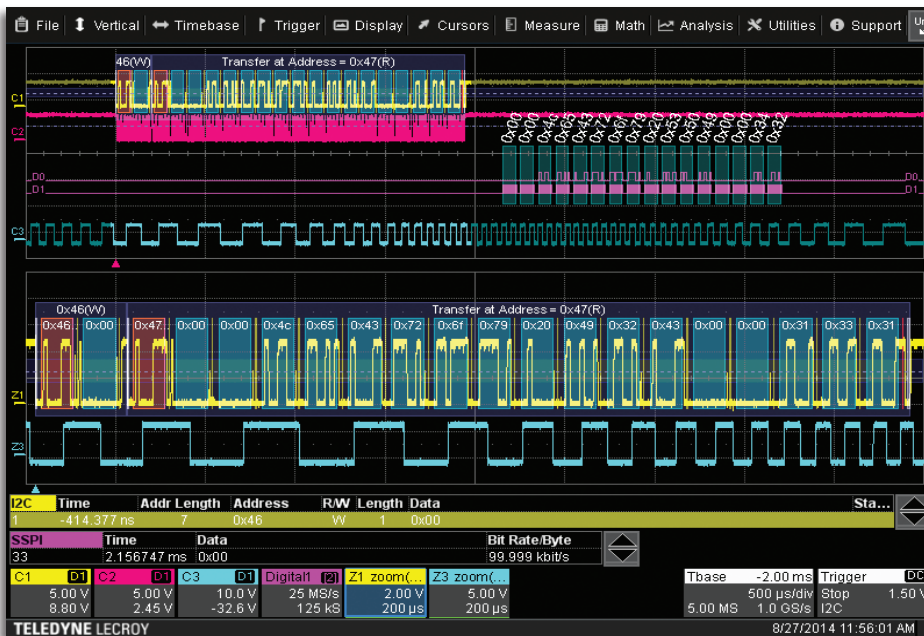 File Vertical Timebase Trigger Display Cursors Measure Math Analysis Utilities Support
46(W) Transfer at Address = 0x47(R)
C1
C2
0x00 0x00 0x4c 0x65 0x43 0x72 0x6f 0x79 0x20 0x53 0x50 0x49 0x00 0x00 0x34 0x32
D0 D0
D1 D1
C3
0x46(W) Transfer at Address = 0x47(R)
0x46... 0x00 0x47... 0x00 0x00 0x4c 0x65 0x43 0x72 0x6f 0x79 0x20 0x49 0x32 0x43 0x00 0x00 0x31 0x33 0x31
Z1
Z3
I2C Time Addr Length Address R/W Length Data Sta...
1 -414.377 ns 7 0x46 W 1 0x00
SSPI Time Data Bit Rate/Byte
33 2.156747 ms 0x00 99.999 kbit/s
C1 D1 C2 D1 C3 D1 Digital1 [2] Z1 zoom(... Z3 zoom(... Tbase -2.00 ms Trigger DC
5.00 V 5.00 V 10.0 V 25 MS/s 2.00 V 5.00 V 500 µs/div Stop 1.50 V
8.80 V 2.45 V -32.6 V 125 kS 200 µs 200 µs 5.00 MS 1.0 GS/s I2C
TELEDYNE LECROY 8/27/2014 11:56:01 AM